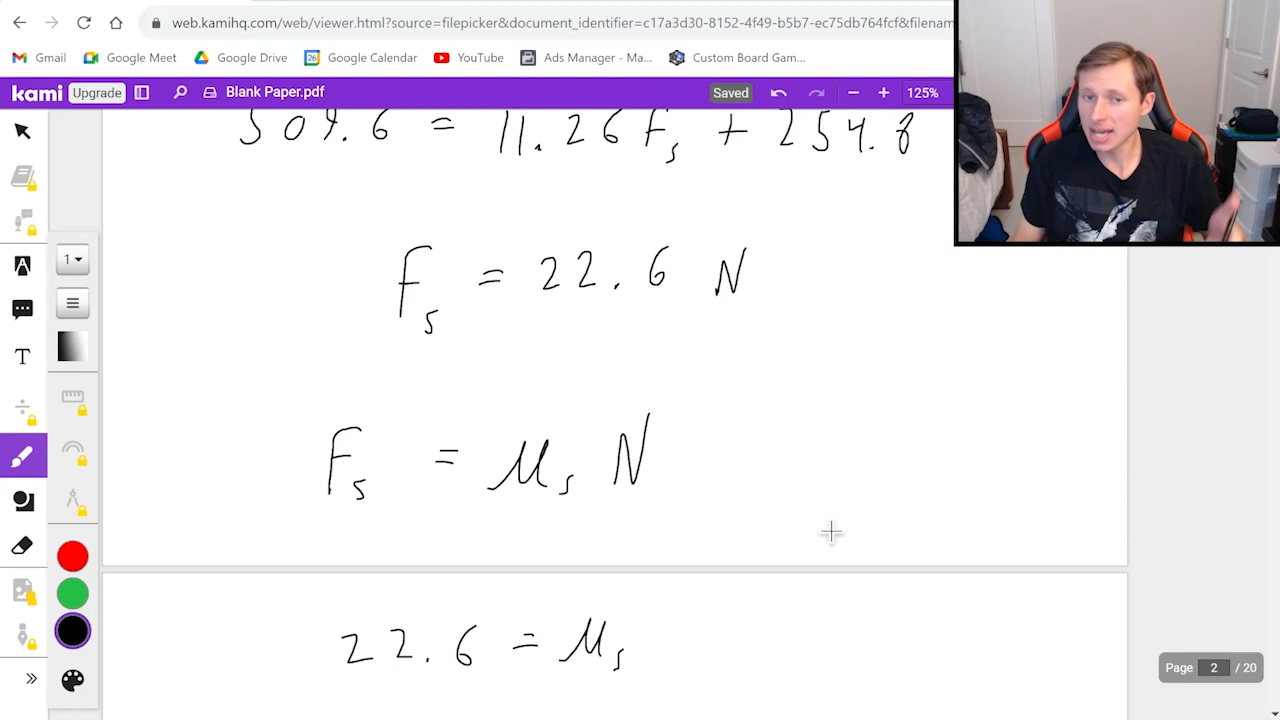 web.kamihq.com/web/viewer.html?source=filepicker&document_identifier=c17a3d30-8152-4f49-b5b7-ec75db764fcf&filenam
Gmail Google Meet Google Drive 26 Google Calendar YouTube Ads Manager - Ma... Custom Board Gam...
kami Upgrade Blank Paper.pdf Saved 125%
509.6 = 11.26 Fs + 254.8
1
Fs = 22.6 N
T
Fs = μs N
22.6 = μs
Page 2 / 20